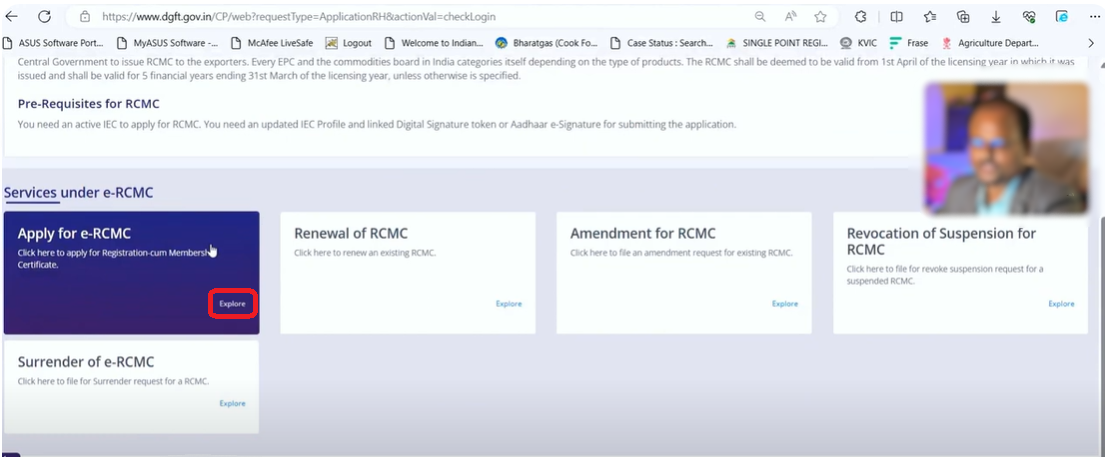 https://www.dgft.gov.in/CP/web?requestType=ApplicationRH&actionVal=checkLogin
ASUS Software Port... MyASUS Software -... McAfee LiveSafe Logout Welcome to Indian... Bharatgas (Cook Fo... Case Status : Search... SINGLE POINT REGI... KVIC Frase Agriculture Depart...
Central Government to issue RCMC to the exporters. Every EPC and the commodities board in India categories itself depending on the type of products. The RCMC shall be deemed to be valid from 1st April of the licensing year in which it was
issued and shall be valid for 5 financial years ending 31st March of the licensing year, unless otherwise is specified.
Pre-Requisites for RCMC
You need an active IEC to apply for RCMC. You need an updated IEC Profile and linked Digital Signature token or Aadhaar e-Signature for submitting the application.
Services under e-RCMC
Apply for e-RCMC
Click here to apply for Registration-cum Membership
Certificate.
Explore
Renewal of RCMC
Click here to renew an existing RCMC.
Explore
Amendment for RCMC
Click here to file an amendment request for existing RCMC.
Explore
Revocation of Suspension for
RCMC
Click here to file for revoke suspension request for a
suspended RCMC.
Explore
Surrender of e-RCMC
Click here to file for Surrender request for a RCMC.
Explore